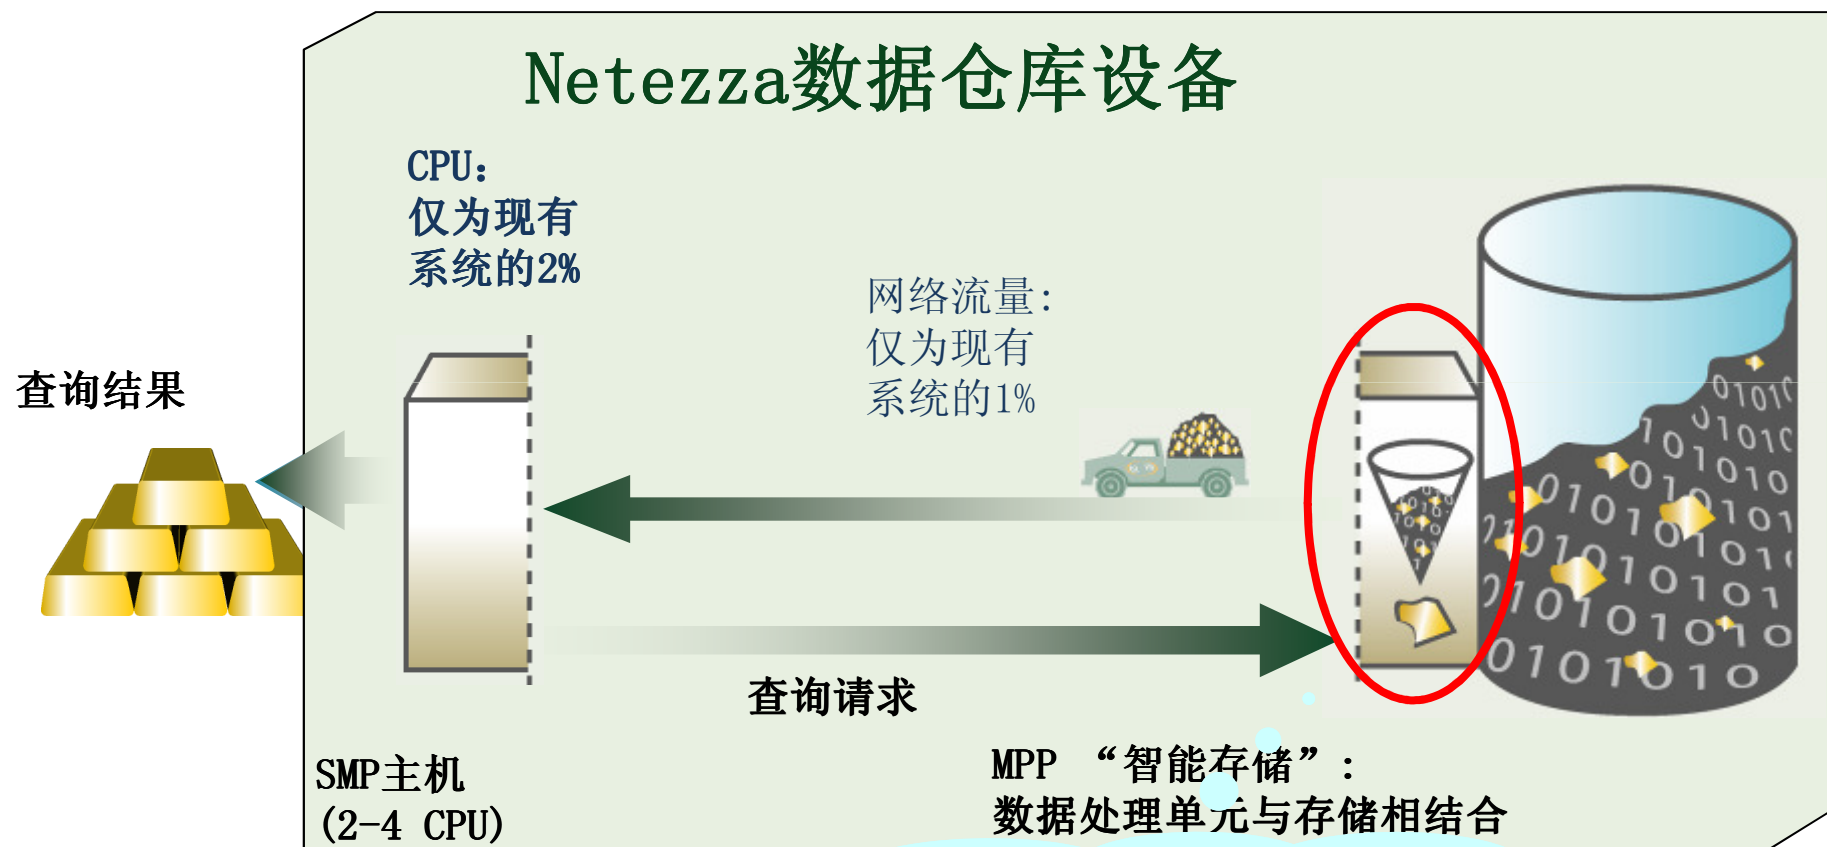 Netezza数据仓库设备
CPU：
仅为现有
系统的2%
网络流量：
仅为现有
系统的1%
查询结果
查询请求
SMP主机
(2-4 CPU)
MPP “智能存储”：
数据处理单元与存储相结合